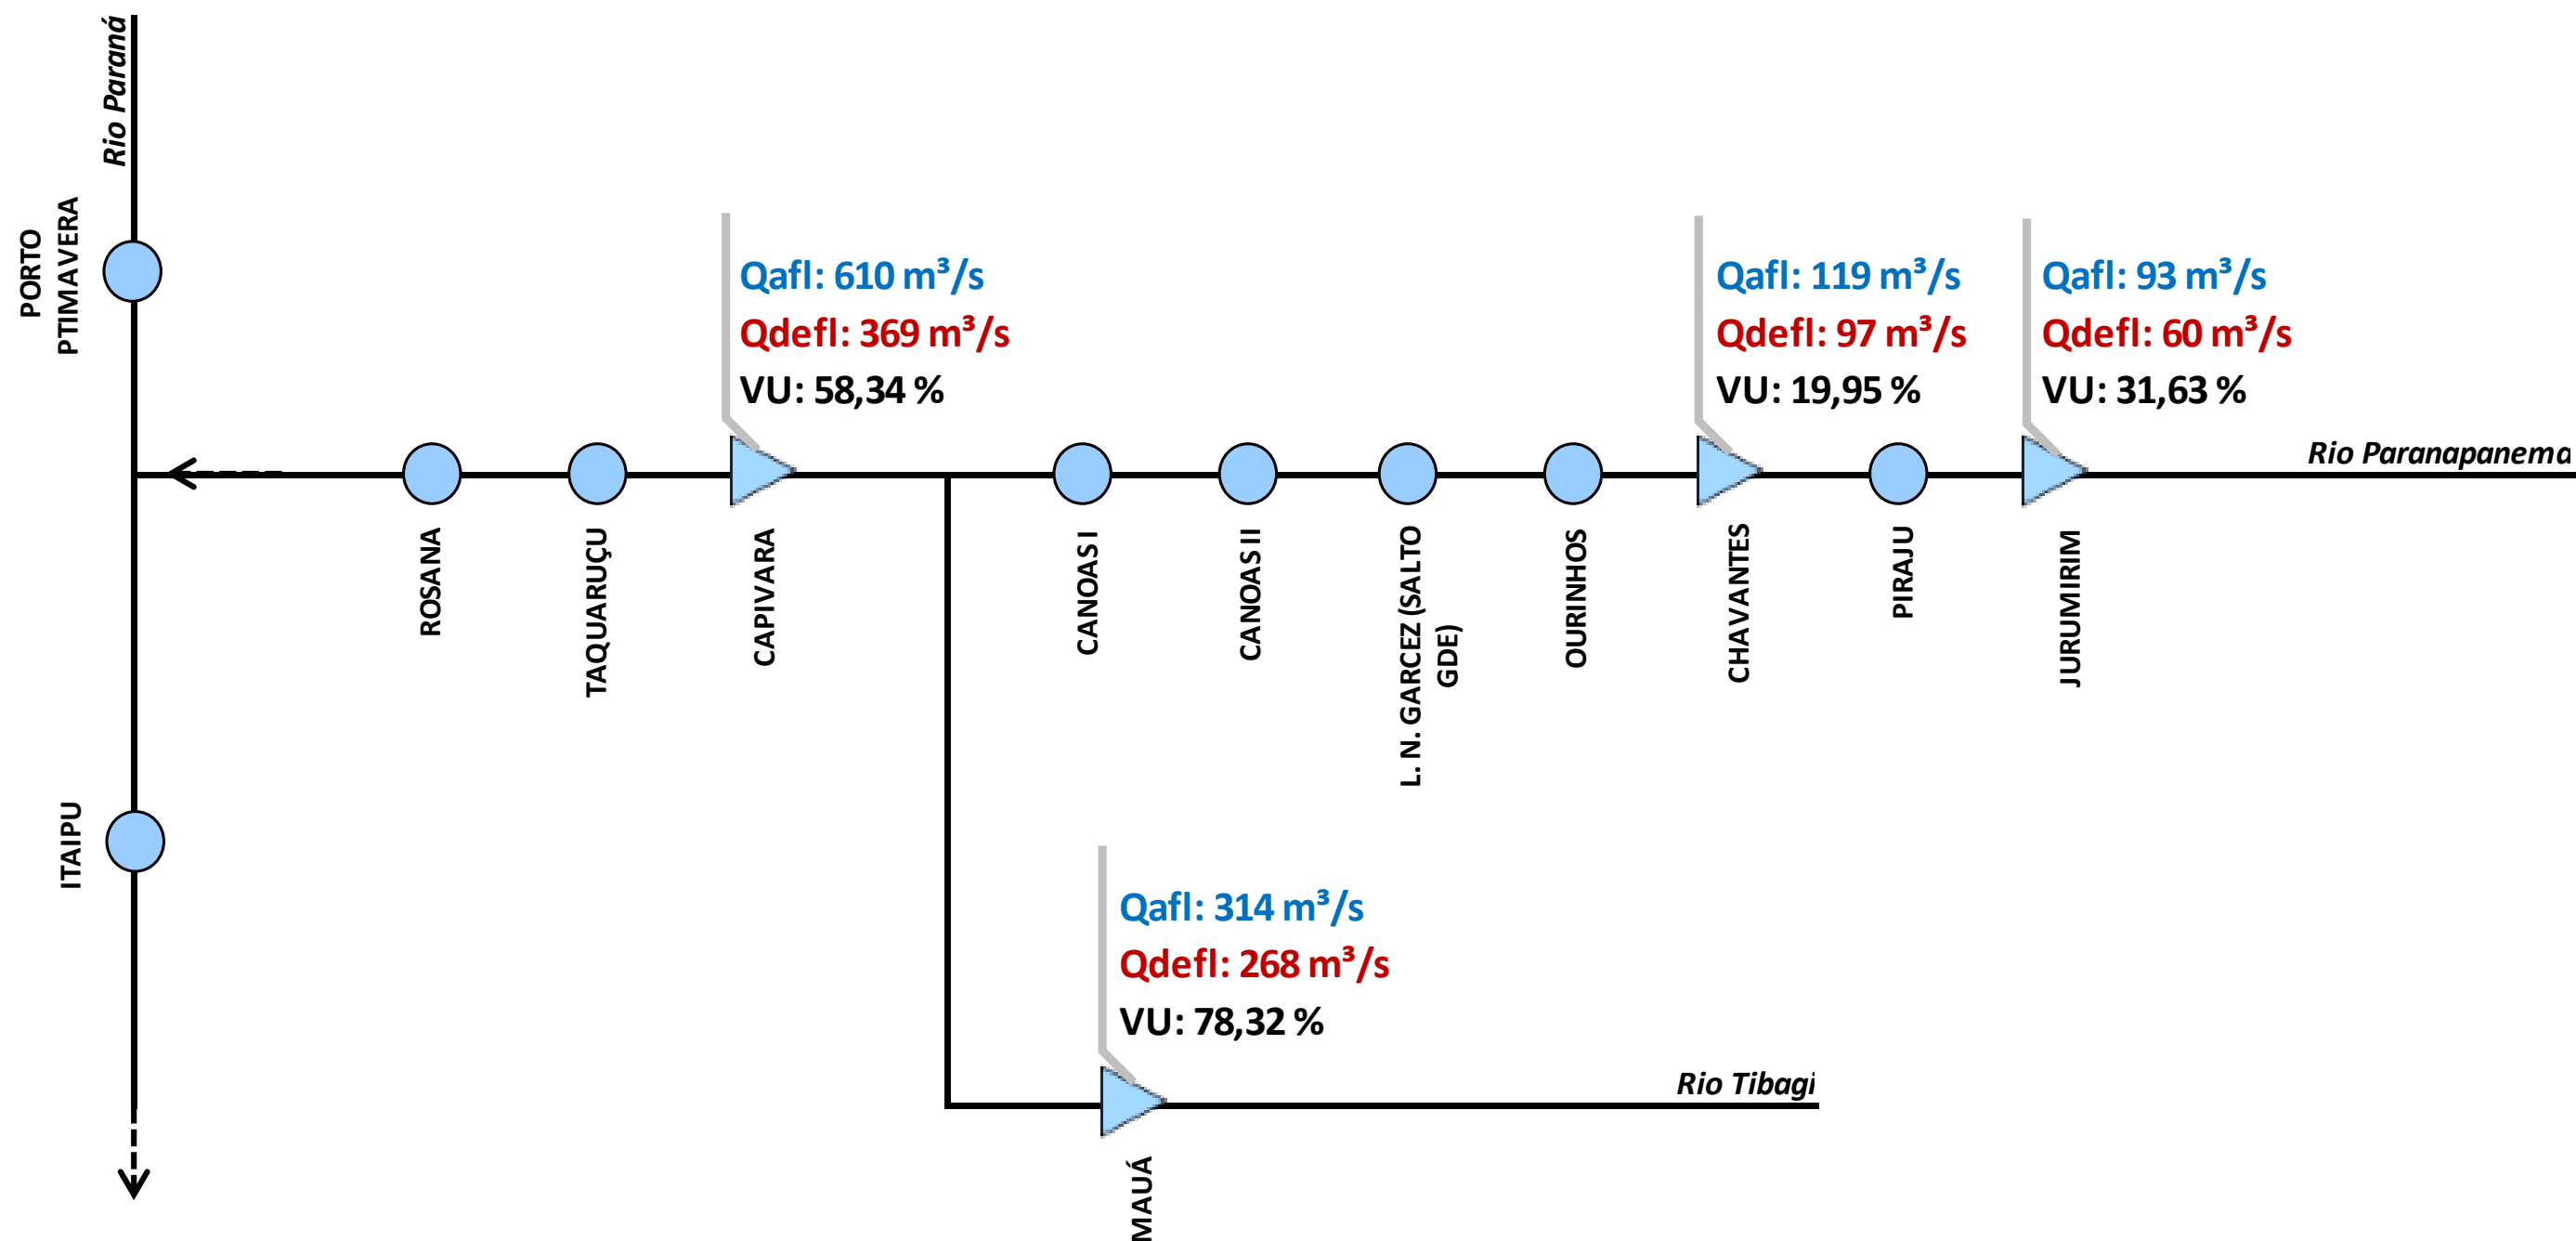 Rio Paraná
PORTO
PTIMAVERA
Qafl: 610 m³/s
Qdefl: 369 m³/s
VU: 58,34 %
Qafl: 119 m³/s
Qdefl: 97 m³/s
VU: 19,95 %
Qafl: 93 m³/s
Qdefl: 60 m³/s
VU: 31,63 %
Rio Paranapanema
ROSANA
TAQUARUÇU
CAPIVARA
CANOAS I
CANOAS II
L. N. GARCEZ (SALTO
GDE)
OURINHOS
CHAVANTES
PIRAJU
JURUMIRIM
ITAIPU
Qafl: 314 m³/s
Qdefl: 268 m³/s
VU: 78,32 %
Rio Tibagi
MAUÁ